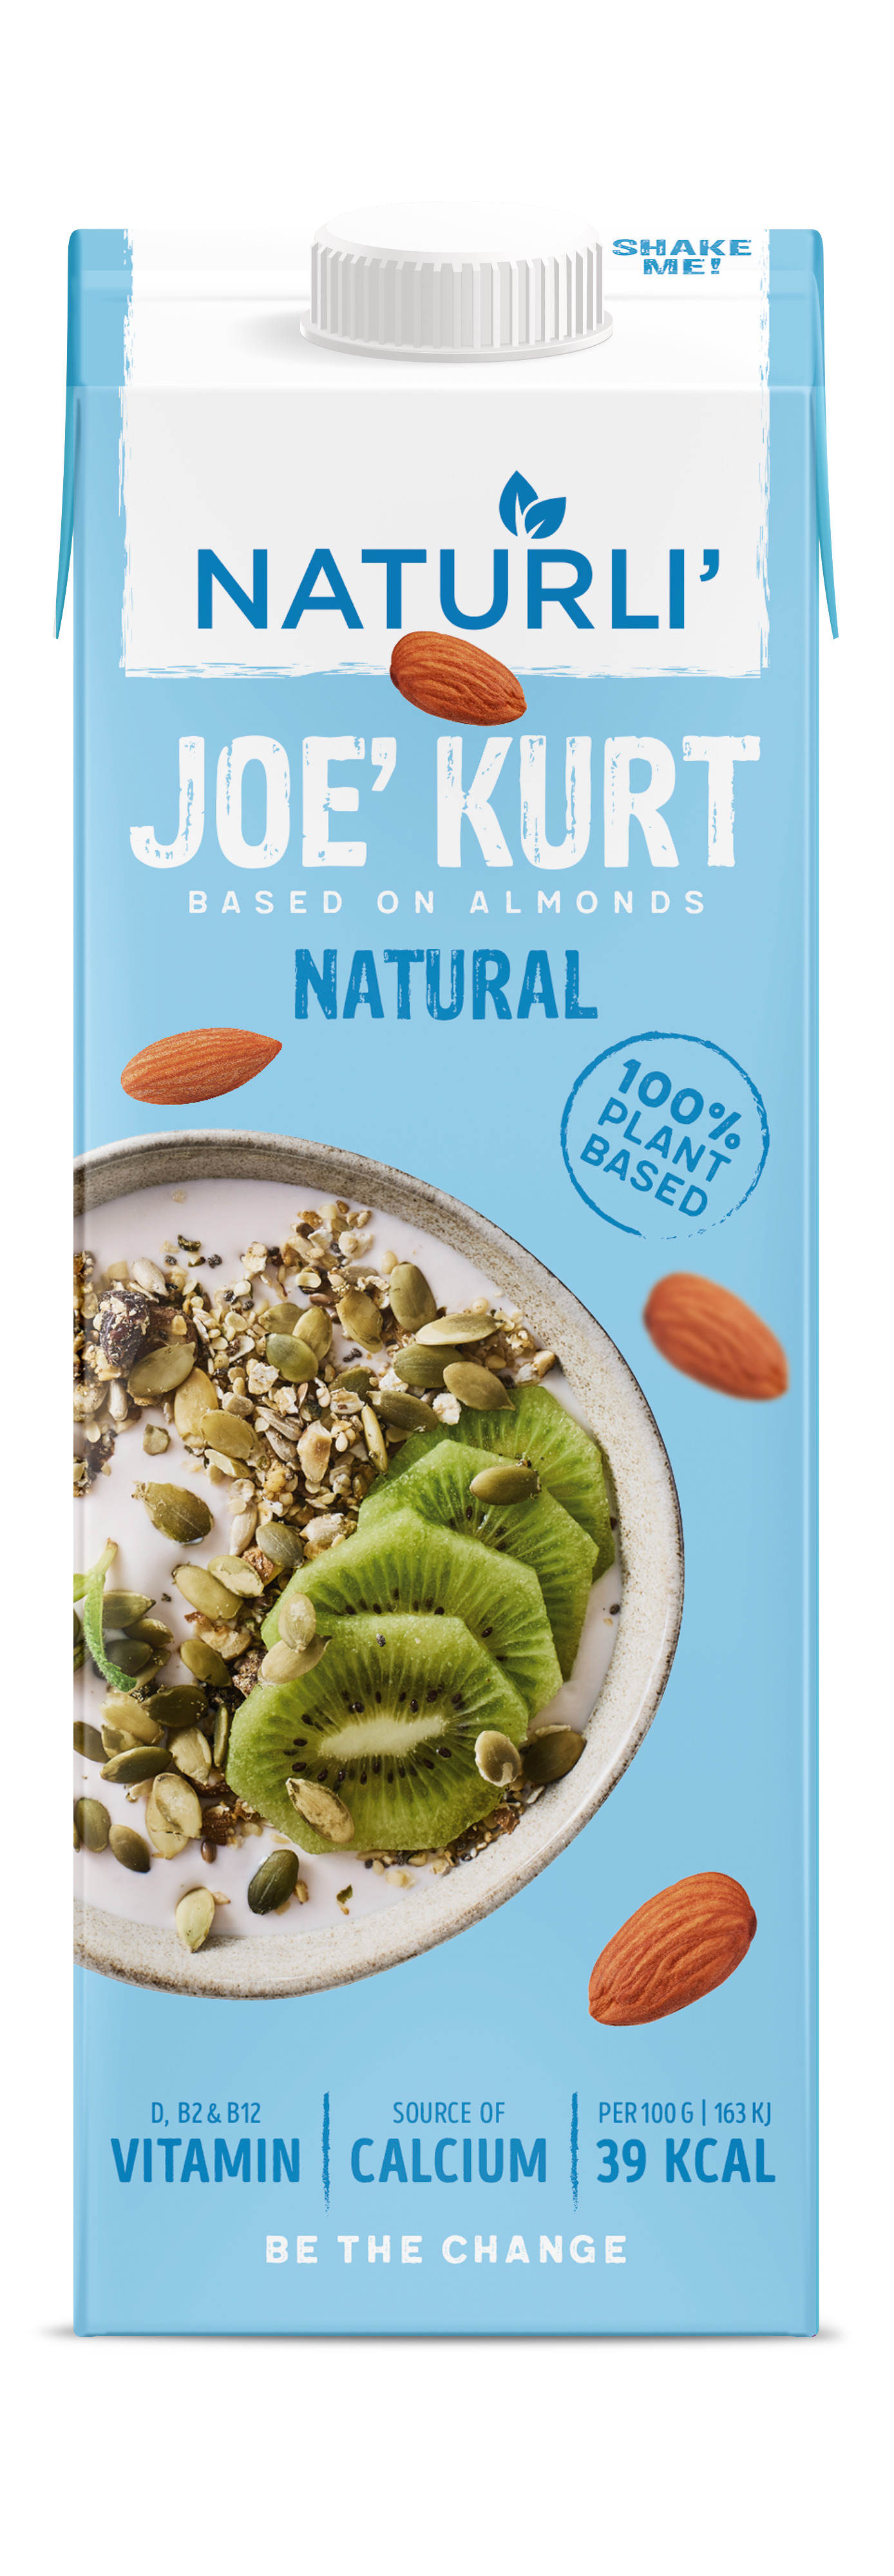 SHAKE
ME!
NATURLI’
JOE’ KURT
BASED ON ALMONDS
NATURAL
100%
PLANT
BASED
D, B2 & B12
VITAMIN
SOURCE OF
CALCIUM
PER 100 G | 163 KJ
39 KCAL
BE THE CHANGE